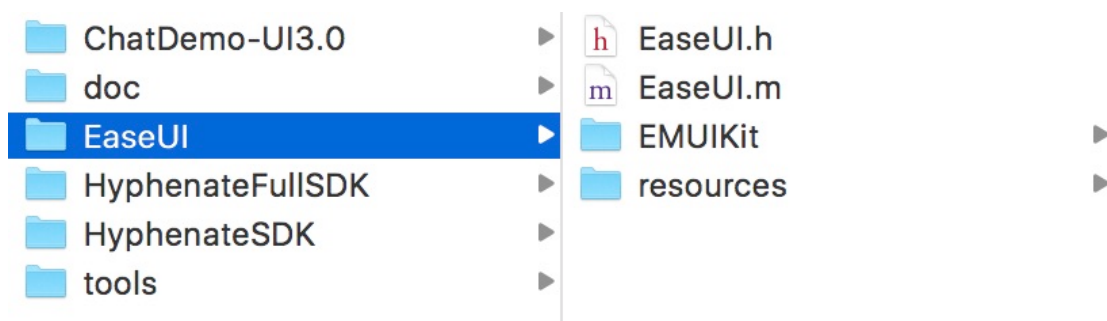 ChatDemo-UI3.0
doc
EaseUI
HyphenateFullSDK
HyphenateSDK
tools
h EaseUI.h
m EaseUI.m
EMUIKit
resources